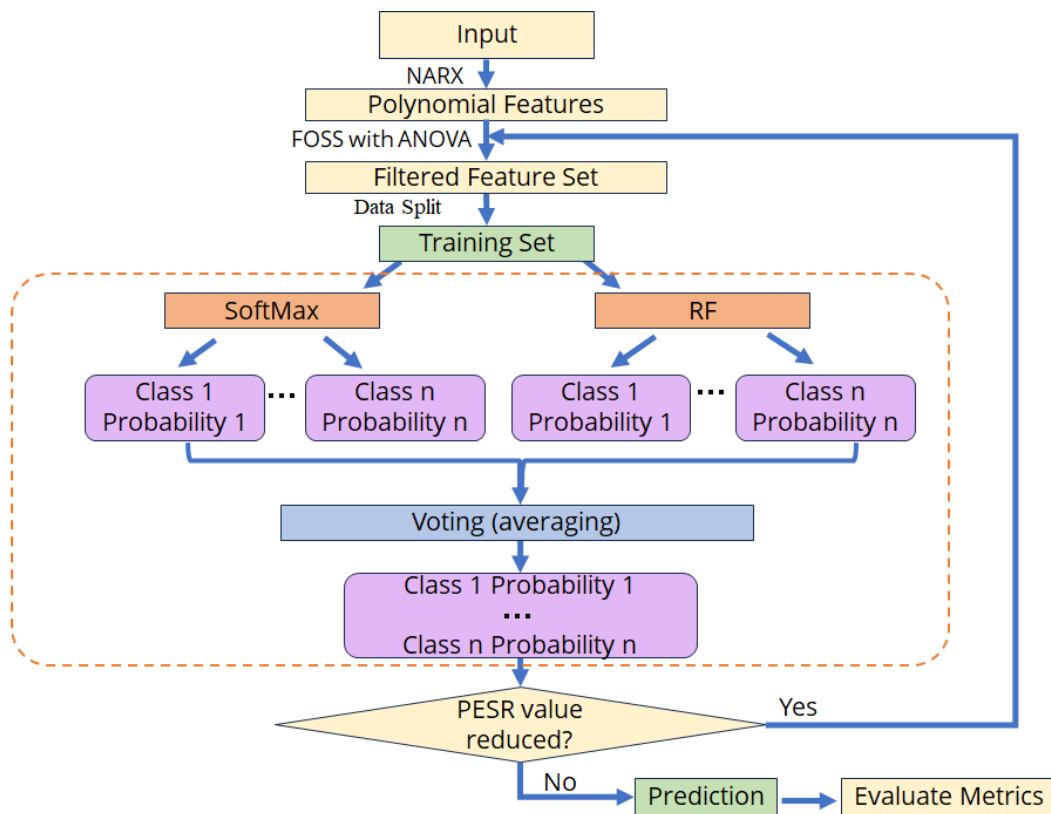 Input
NARX
Polynomial Features
FOSS with ANOVA
Filtered Feature Set
Data Split
Training Set
SoftMax
RF
Class 1
Probability 1
...
Class n
Probability n
Class 1
Probability 1
...
Class n
Probability n
Voting (averaging)
Class 1 Probability 1
...
Class n Probability n
PESR value
reduced?
Yes
No
Prediction
Evaluate Metrics